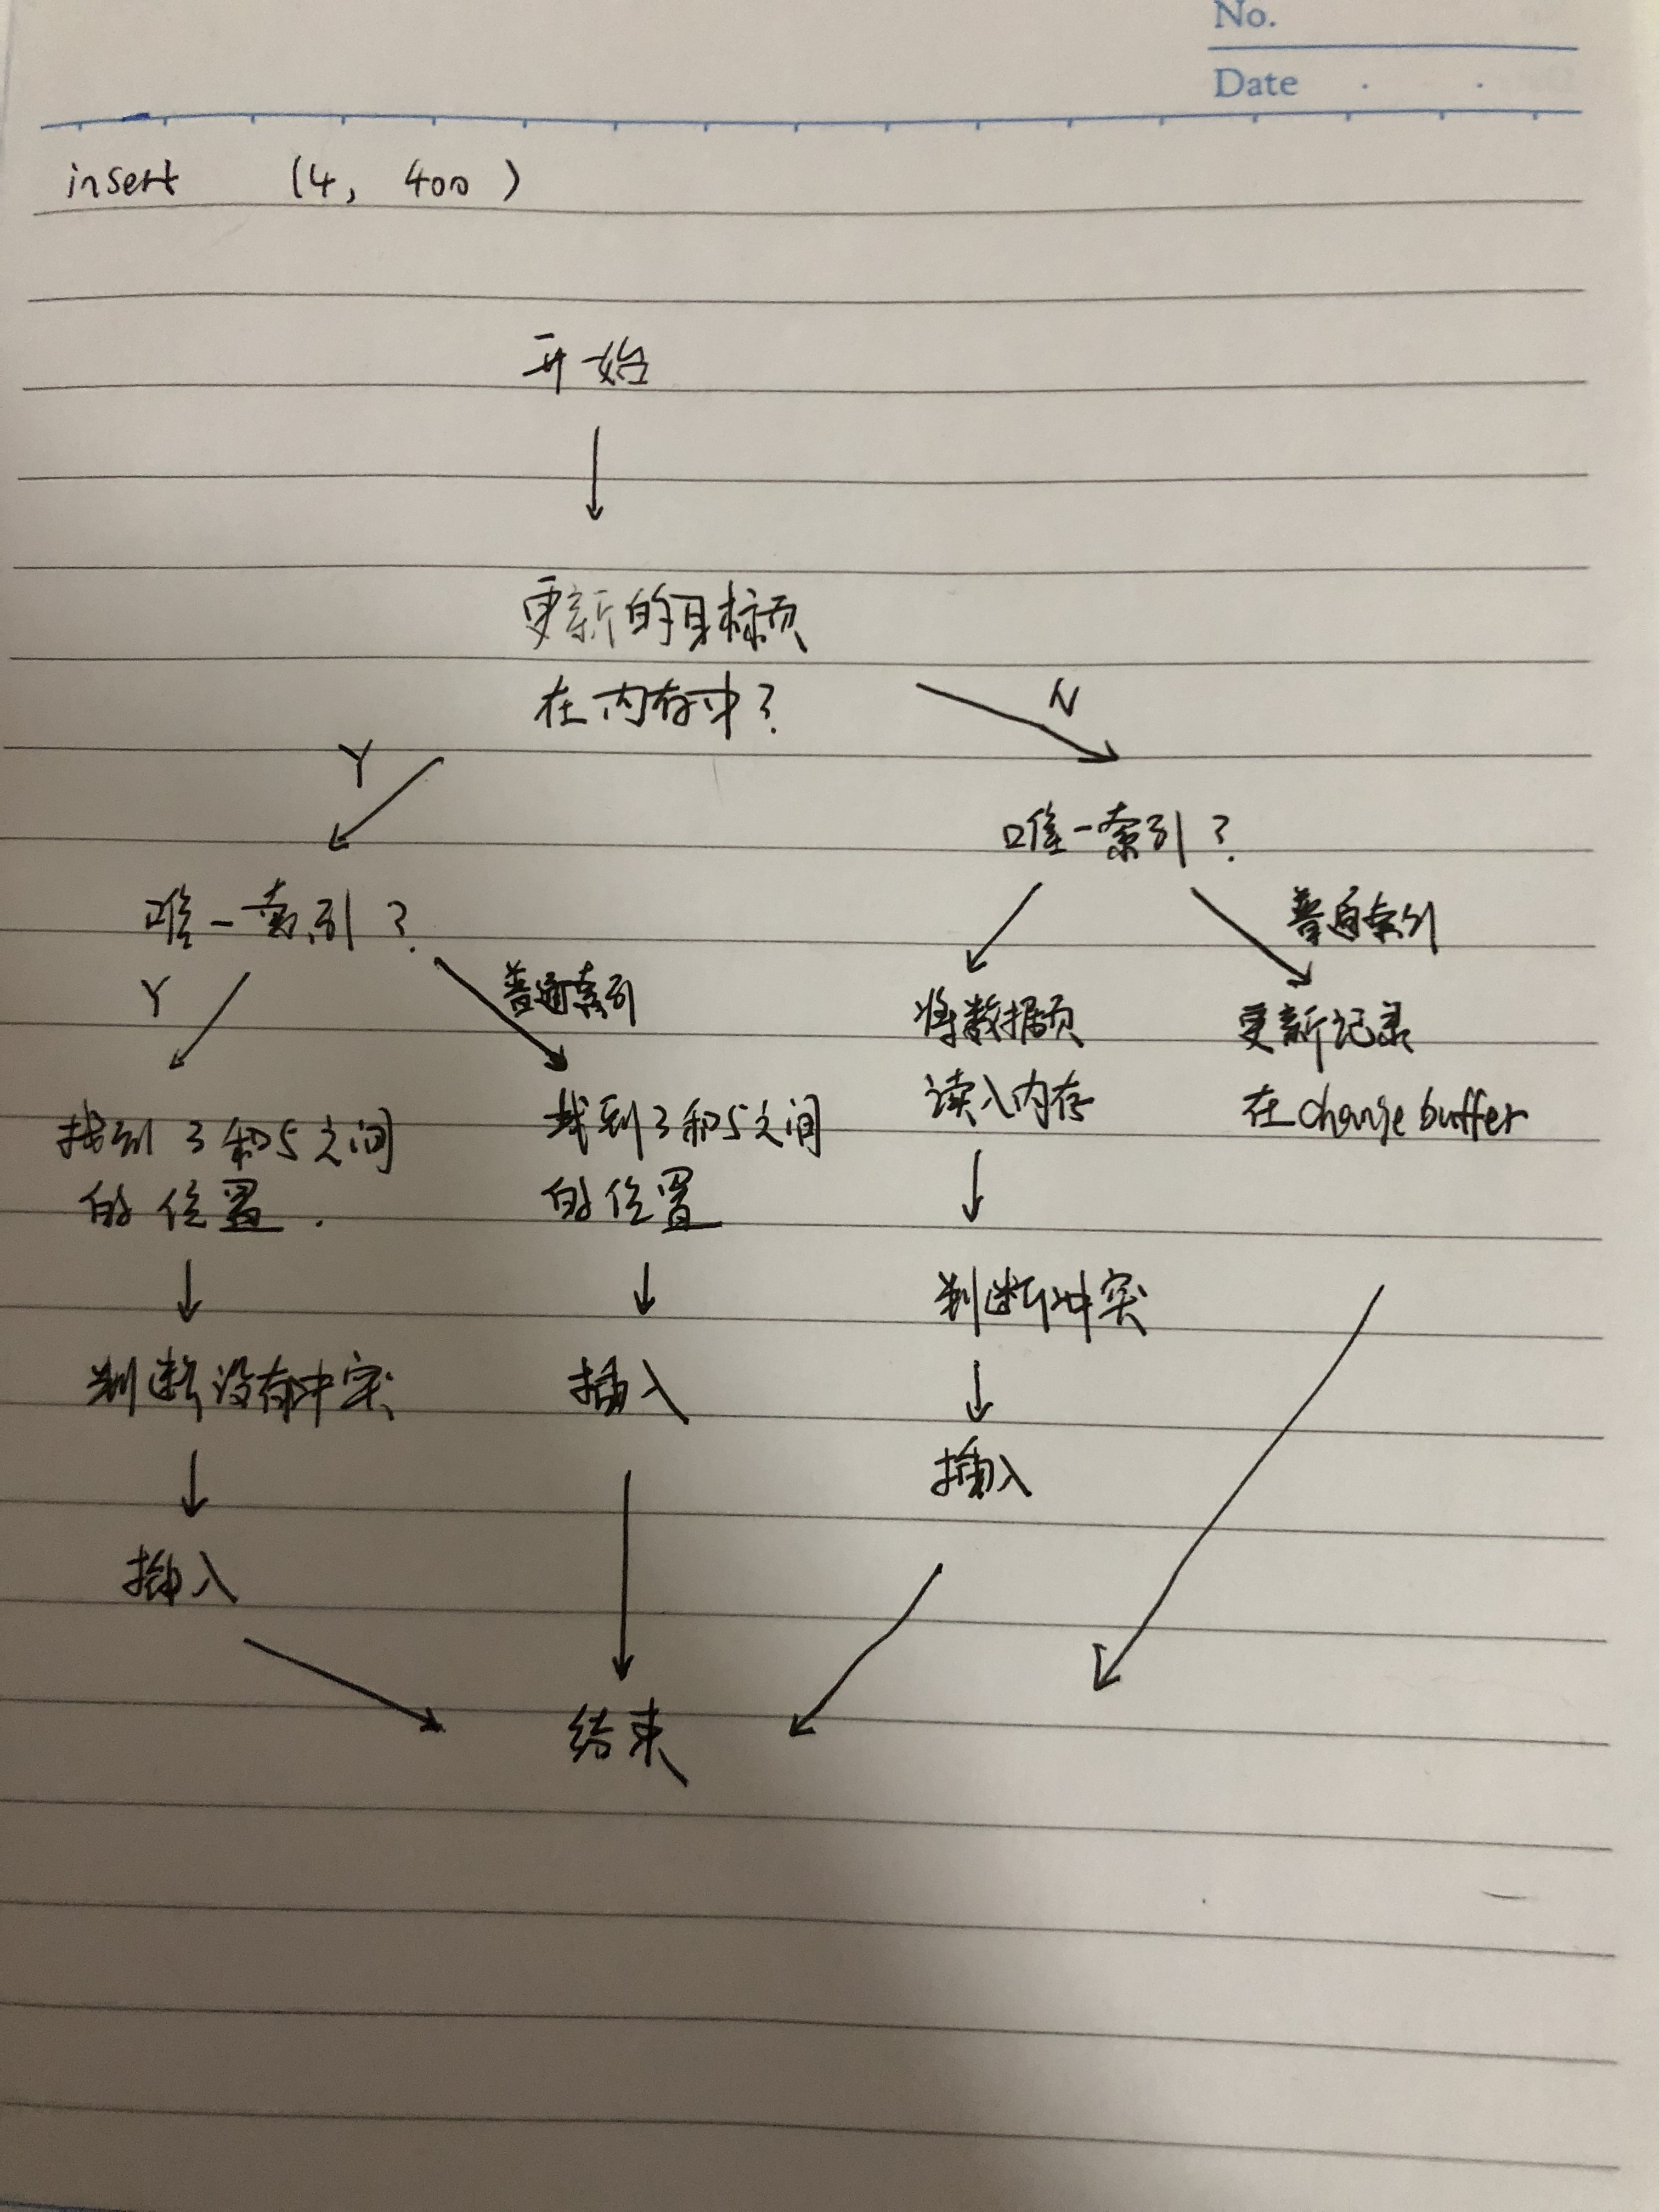 No.
Date
insert (4, 400)
开始
更新的目标页
在内存中?
N
Y
唯一索引?
唯一索引?
普通索引
Y
普通索引
将数据页
读入内存
更新记录
在change buffer
找到3和5之间
的位置.
找到3和5之间
的位置
判断冲突
判断没有冲突
插入
插入
插入
结束